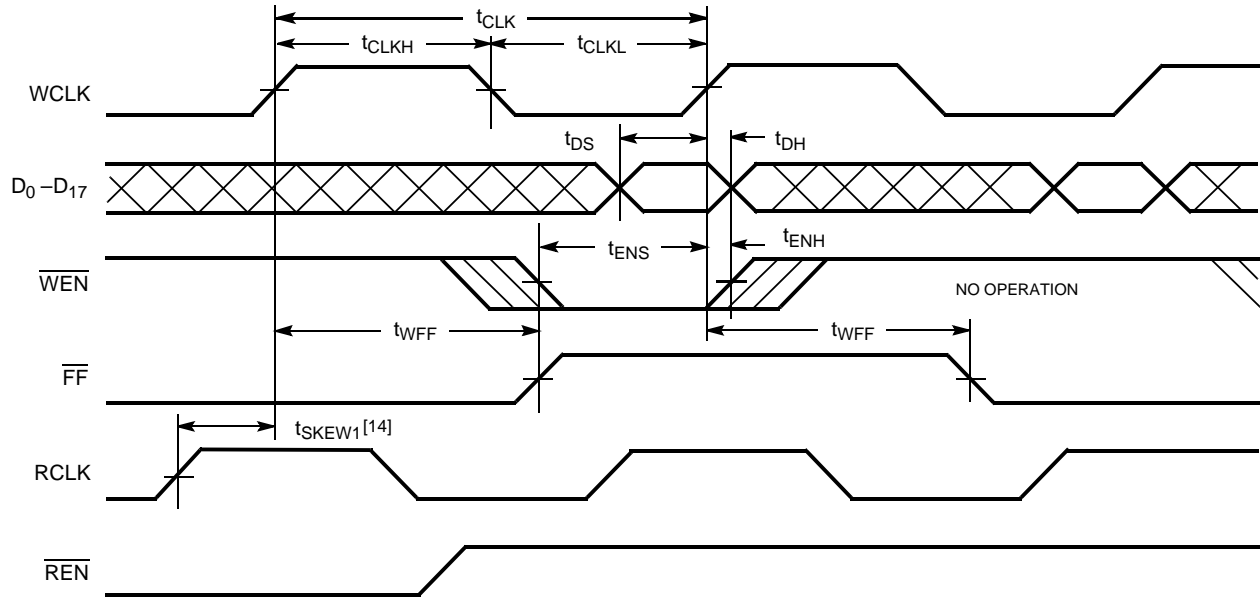 tCLK
tCLKH
tCLKL
WCLK
tDS
tDH
D0 –D17
tENS
tENH
WEN
NO OPERATION
tWFF
tWFF
FF
tSKEW1[14]
RCLK
REN